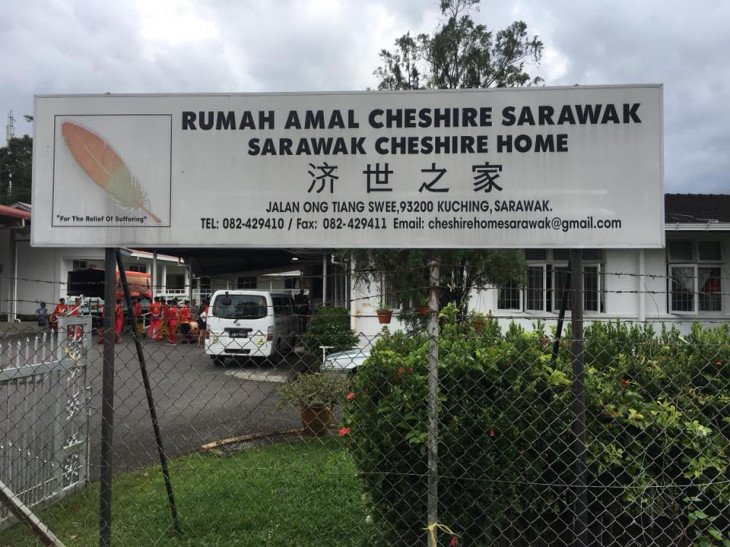 RUMAH AMAL CHESHIRE SARAWAK
SARAWAK CHESHIRE HOME
济世之家
"For The Relief Of Suffering"
JALAN ONG TIANG SWEE,93200 KUCHING, SARAWAK.
TEL: 082-429410 / Fax: 082-429411 Email: cheshirehomesarawak@gmail.com